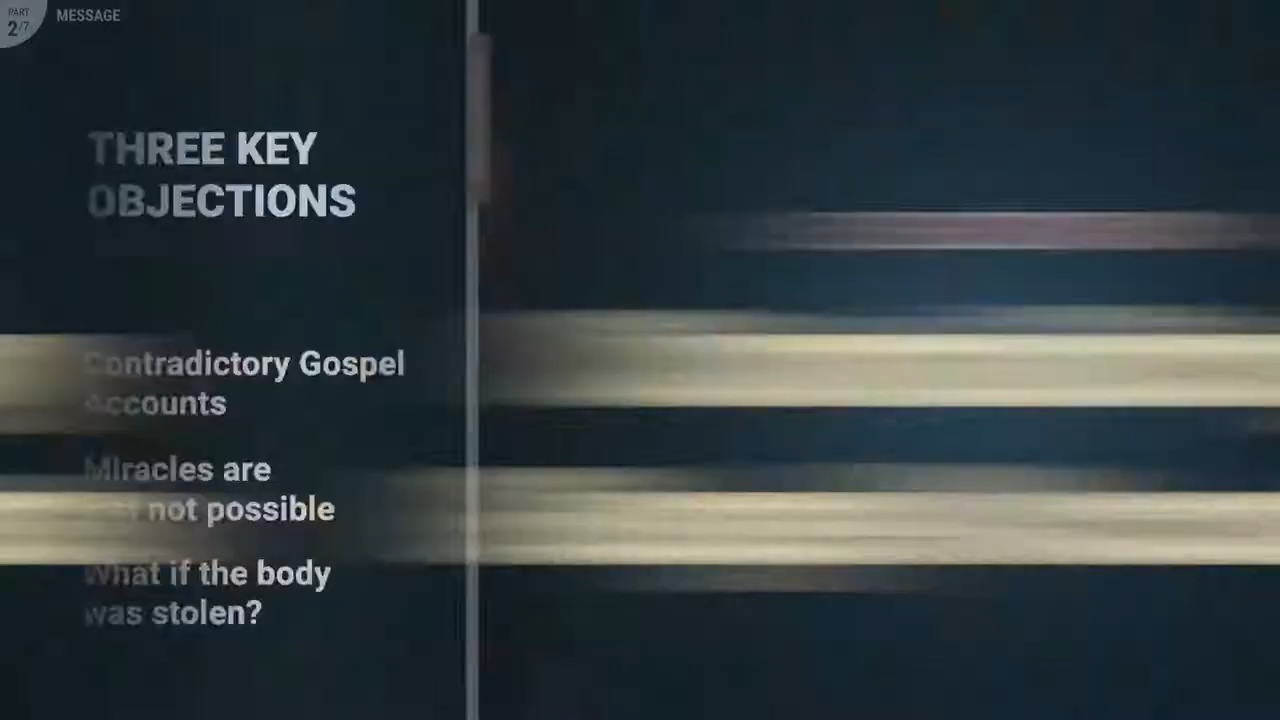 PART
2/7
MESSAGE
THREE KEY
OBJECTIONS
Contradictory Gospel
Accounts
Miracles are
not possible
What if the body
was stolen?